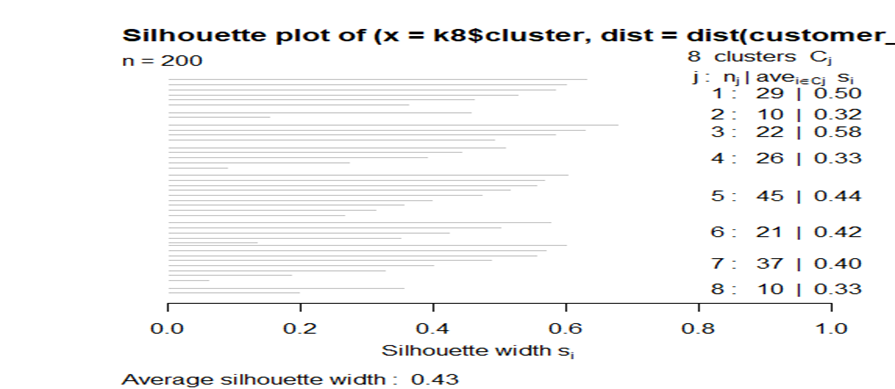 Silhouette plot of (x = k8$cluster, dist = dist(customer_
n = 200
8 clusters Cj
j : nj | avei∈Cj si
1 : 29 | 0.50
2 : 10 | 0.32
3 : 22 | 0.58
4 : 26 | 0.33
5 : 45 | 0.44
6 : 21 | 0.42
7 : 37 | 0.40
8 : 10 | 0.33
0.0 0.2 0.4 0.6 0.8 1.0
Silhouette width si
Average silhouette width : 0.43